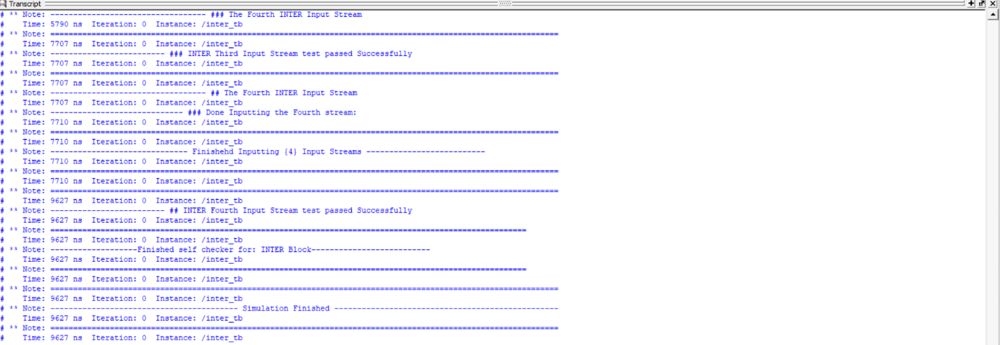 Transcript
# ** Note: ---------------------------------- ### The Fourth INTER Input Stream
#    Time: 5790 ns  Iteration: 0  Instance: /inter_tb
# ** Note: ===============================================================================================================
#    Time: 7707 ns  Iteration: 0  Instance: /inter_tb
# ** Note: ------------------------- ### INTER Third Input Stream test passed Successfully
#    Time: 7707 ns  Iteration: 0  Instance: /inter_tb
# ** Note: ===============================================================================================================
#    Time: 7707 ns  Iteration: 0  Instance: /inter_tb
# ** Note: ---------------------------------- ## The Fourth INTER Input Stream
#    Time: 7707 ns  Iteration: 0  Instance: /inter_tb
# ** Note: ----------------------------- ### Done Inputting the Fourth stream:
#    Time: 7710 ns  Iteration: 0  Instance: /inter_tb
# ** Note: ===============================================================================================================
#    Time: 7710 ns  Iteration: 0  Instance: /inter_tb
# ** Note: ------------------------------ Finishehd Inputting {4} Input Streams --------------------------
#    Time: 7710 ns  Iteration: 0  Instance: /inter_tb
# ** Note: ===============================================================================================================
#    Time: 7710 ns  Iteration: 0  Instance: /inter_tb
# ** Note: ===============================================================================================================
#    Time: 9627 ns  Iteration: 0  Instance: /inter_tb
# ** Note: ------------------------- ## INTER Fourth Input Stream test passed Successfully
#    Time: 9627 ns  Iteration: 0  Instance: /inter_tb
# ** Note: ========================================================================================================
#    Time: 9627 ns  Iteration: 0  Instance: /inter_tb
# ** Note: -------------------Finished self checker for: INTER Block--------------------------
#    Time: 9627 ns  Iteration: 0  Instance: /inter_tb
# ** Note: ========================================================================================================
#    Time: 9627 ns  Iteration: 0  Instance: /inter_tb
# ** Note: ===============================================================================================================
#    Time: 9627 ns  Iteration: 0  Instance: /inter_tb
# ** Note: ----------------------------------------- Simulation Finished -------------------------------------------------
#    Time: 9627 ns  Iteration: 0  Instance: /inter_tb
# ** Note: ===============================================================================================================
#    Time: 9627 ns  Iteration: 0  Instance: /inter_tb